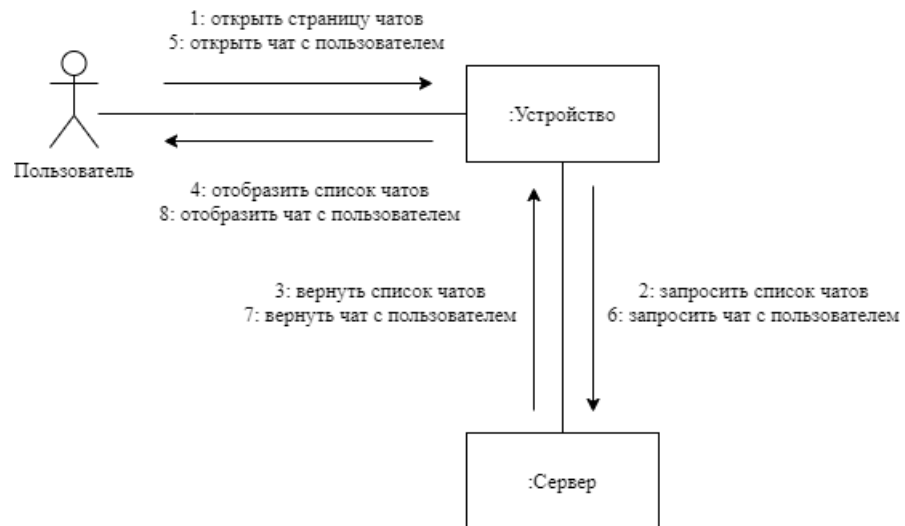 1: открыть страницу чатов
5: открыть чат с пользователем
:Устройство
Пользователь
4: отобразить список чатов
8: отобразить чат с пользователем
3: вернуть список чатов
7: вернуть чат с пользователем
2: запросить список чатов
6: запросить чат с пользователем
:Сервер